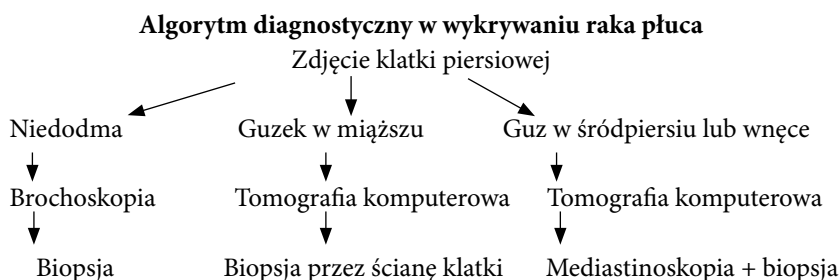 Algorytm diagnostyczny w wykrywaniu raka płuca
Zdjęcie klatki piersiowej
Niedodma Guzek w miąższu Guz w śródpiersiu lub wnęce
Brochoskopia Tomografia komputerowa Tomografia komputerowa
Biopsja Biopsja przez ścianę klatki Mediastinoskopia + biopsja